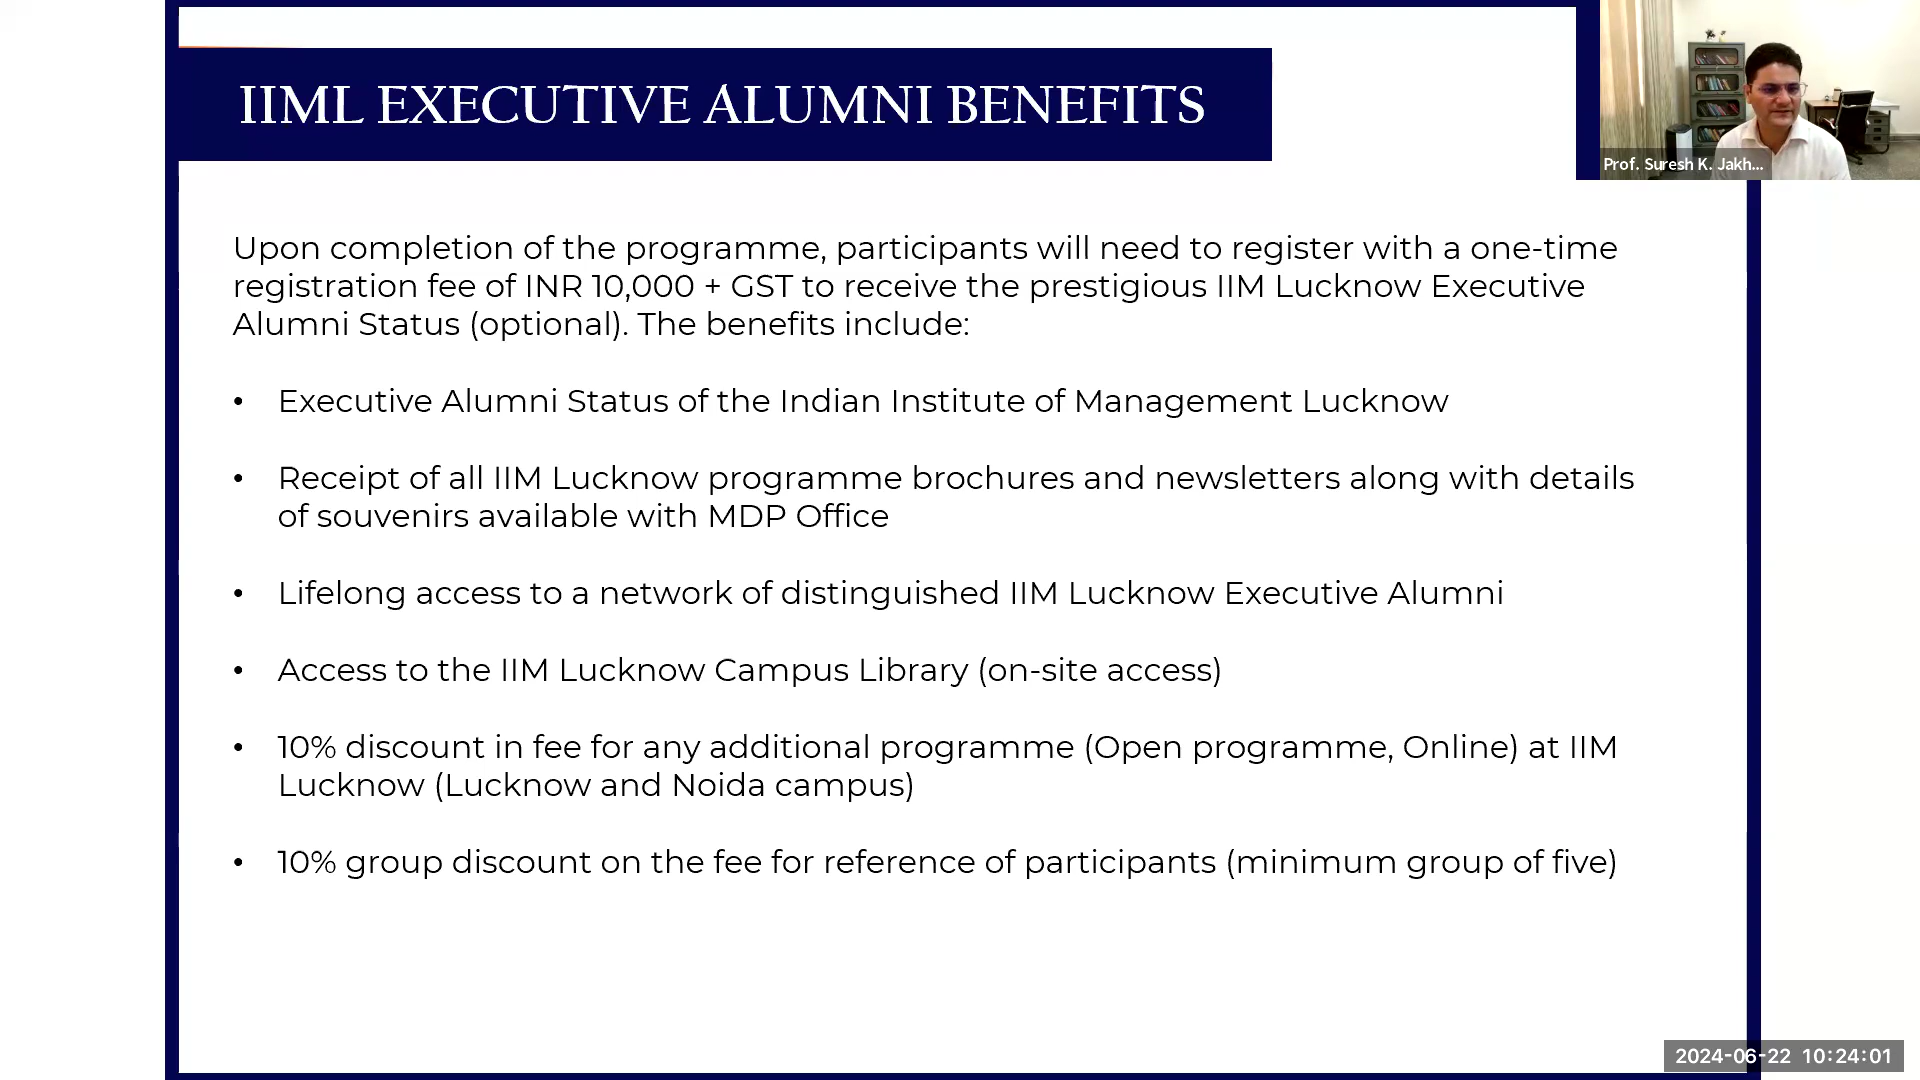 IIML EXECUTIVE ALUMNI BENEFITS
Prof. Suresh K. Jakh...
Upon completion of the programme, participants will need to register with a one-time
registration fee of INR 10,000 + GST to receive the prestigious IIM Lucknow Executive
Alumni Status (optional). The benefits include:
• Executive Alumni Status of the Indian Institute of Management Lucknow
• Receipt of all IIM Lucknow programme brochures and newsletters along with details
of souvenirs available with MDP Office
• Lifelong access to a network of distinguished IIM Lucknow Executive Alumni
• Access to the IIM Lucknow Campus Library (on-site access)
• 10% discount in fee for any additional programme (Open programme, Online) at IIM
Lucknow (Lucknow and Noida campus)
• 10% group discount on the fee for reference of participants (minimum group of five)
2024-06-22 10:24:01